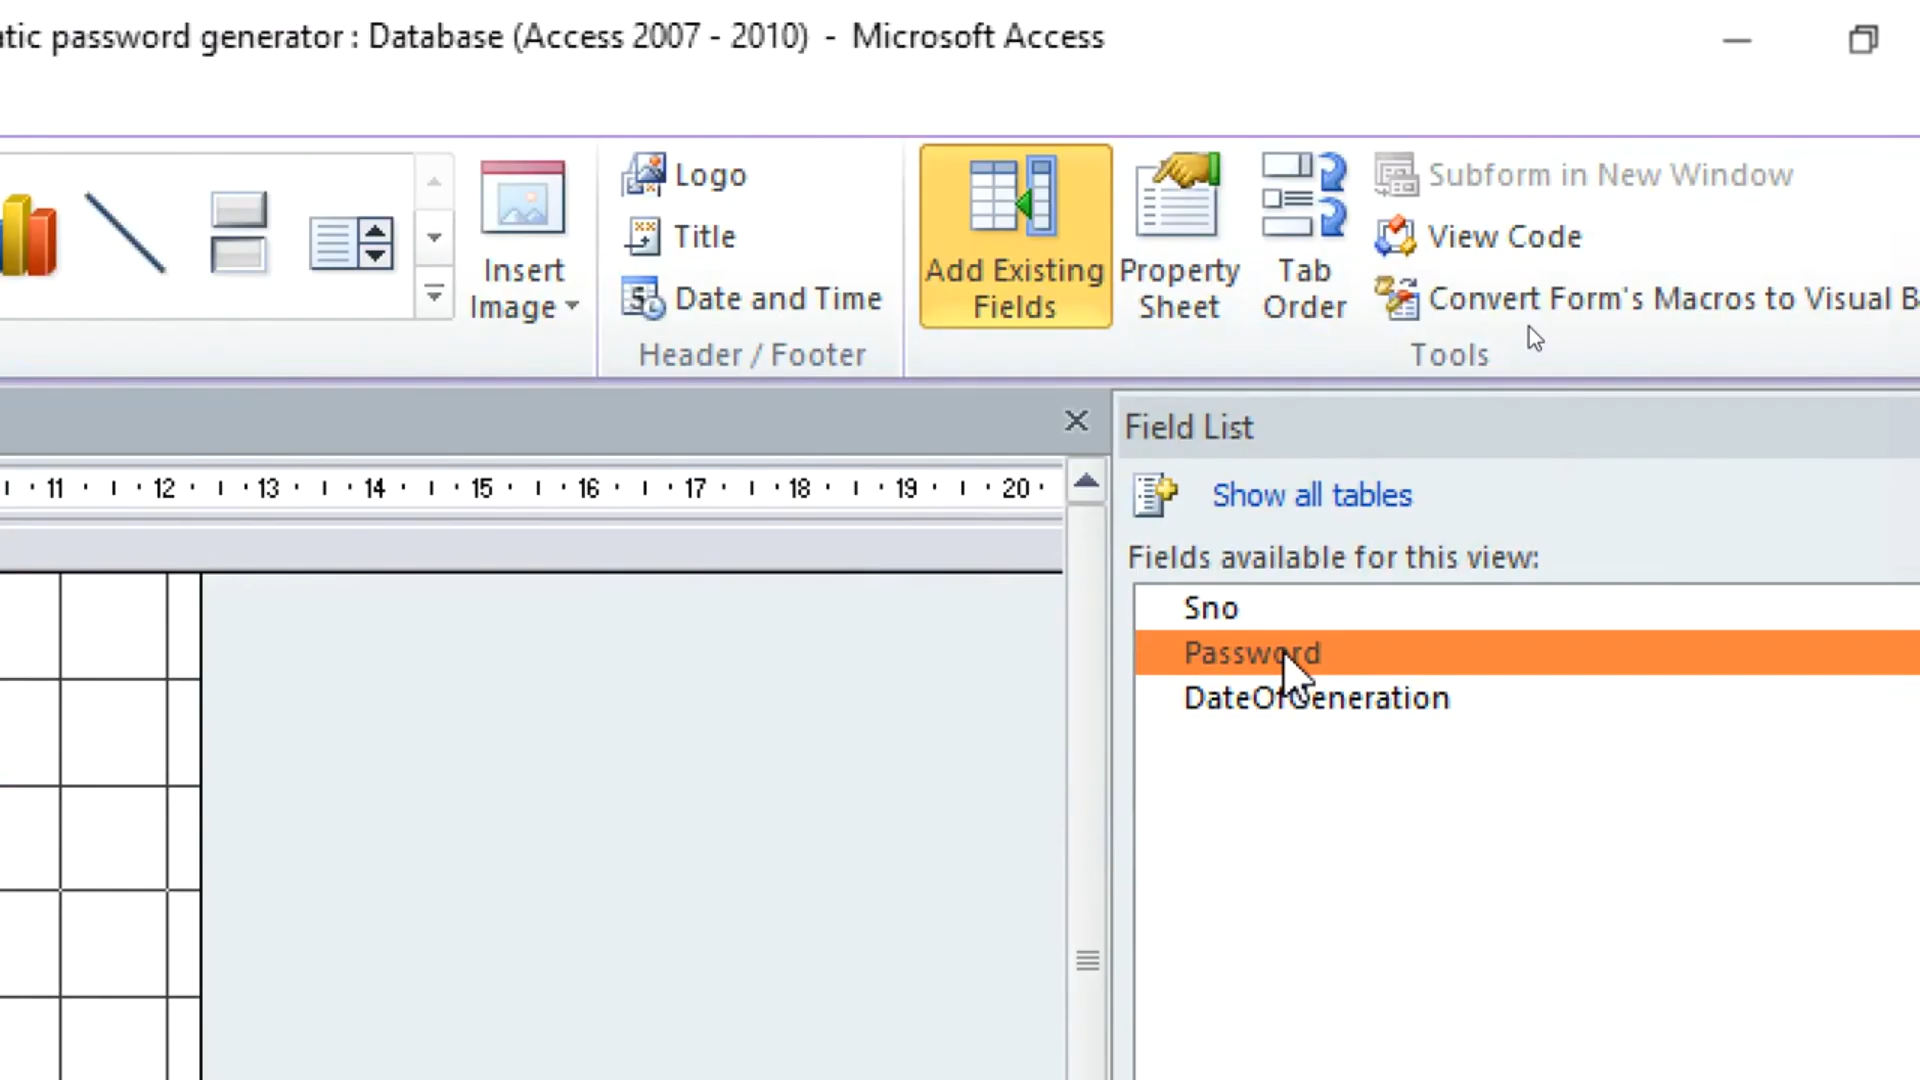 atic password generator : Database (Access 2007 - 2010) - Microsoft Access
Insert
Image
Logo
Title
Date and Time
Header / Footer
Add Existing
Fields
Property
Sheet
Tab
Order
Subform in New Window
View Code
Convert Form's Macros to Visual B
Tools
11 12 13 14 15 16 17 18 19 20
Field List
Show all tables
Fields available for this view:
Sno
Password
DateOfGeneration